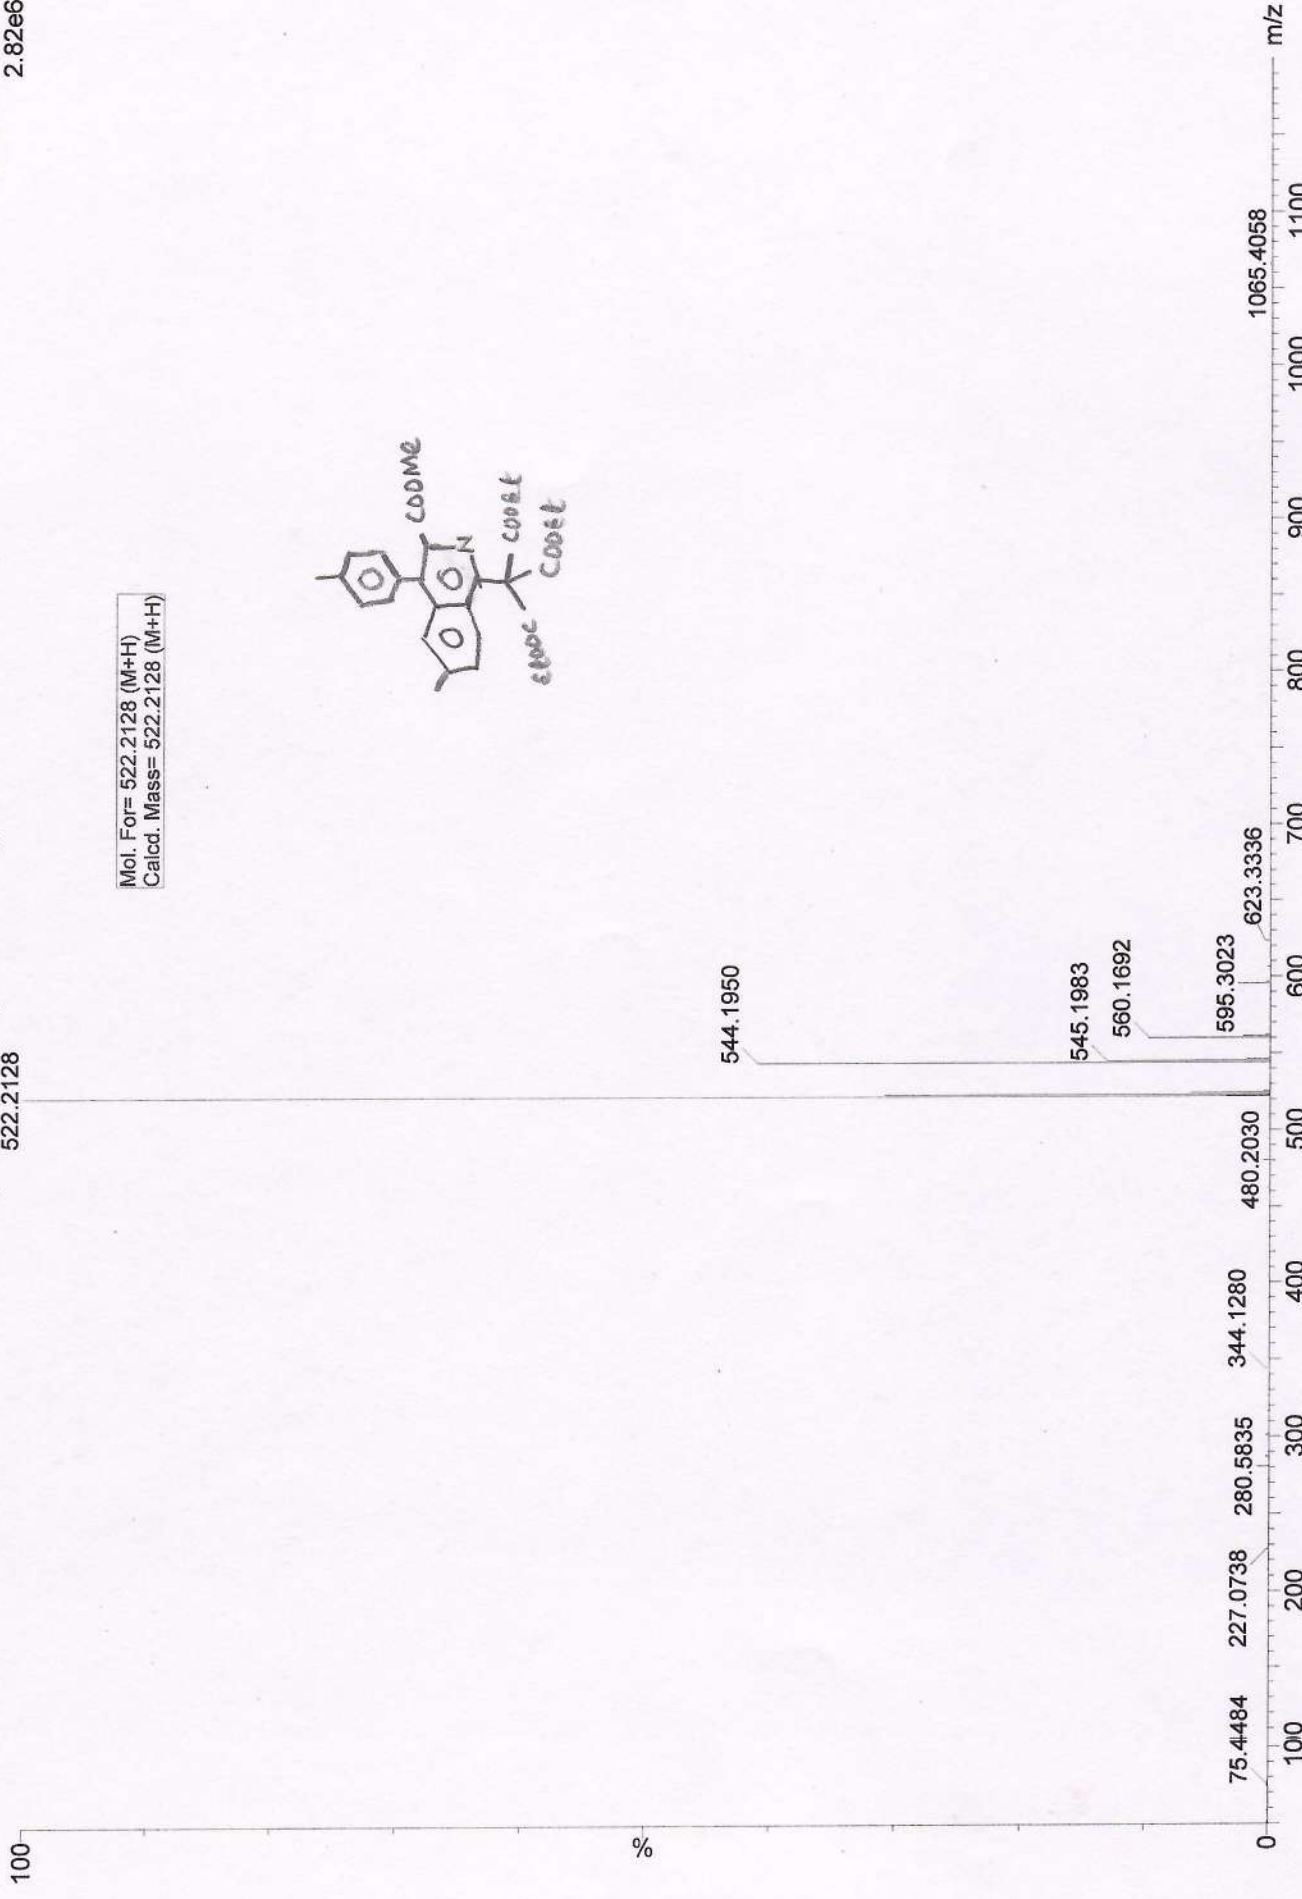 2.82e6
522.2128
100
Mol. For= 522.2128 (M+H)
Calcd. Mass= 522.2128 (M+H)
COOMe
N
COOEt
COOEt
EtOOC
%
544.1950
545.1983
560.1692
595.3023
623.3336
1065.4058
75.4484
227.0738
280.5835
344.1280
480.2030
0
100
200
300
400
500
600
700
800
900
1000
1100
m/z